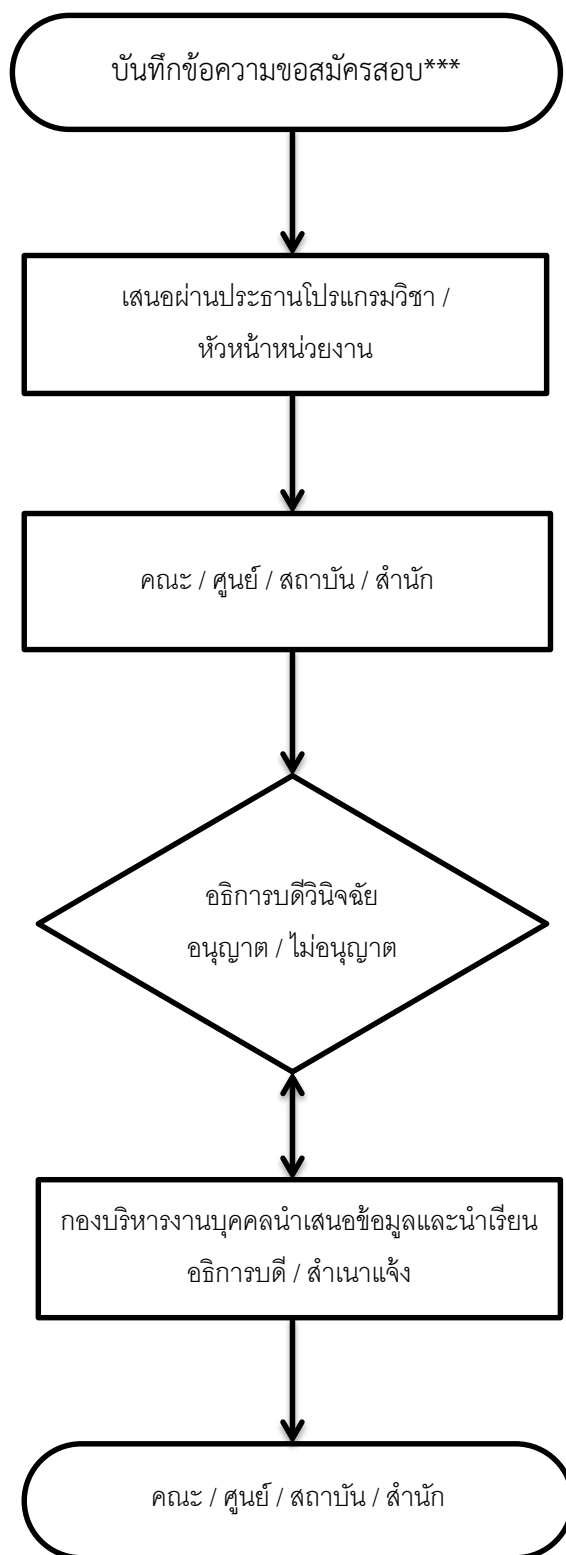 บันทึกข้อความขอสมัครสอบ***
เสนอผ่านประธานโปรแกรมวิชา /
หัวหน้าหน่วยงาน
คณะ / ศูนย์ / สถาบัน / สำนัก
อธิการบดีวินิจฉัย
อนุญาต / ไม่อนุญาต
กองบริหารงานบุคคลนำเสนอข้อมูลและนำเรียน
อธิการบดี / สำเนาแจ้ง
คณะ / ศูนย์ / สถาบัน / สำนัก